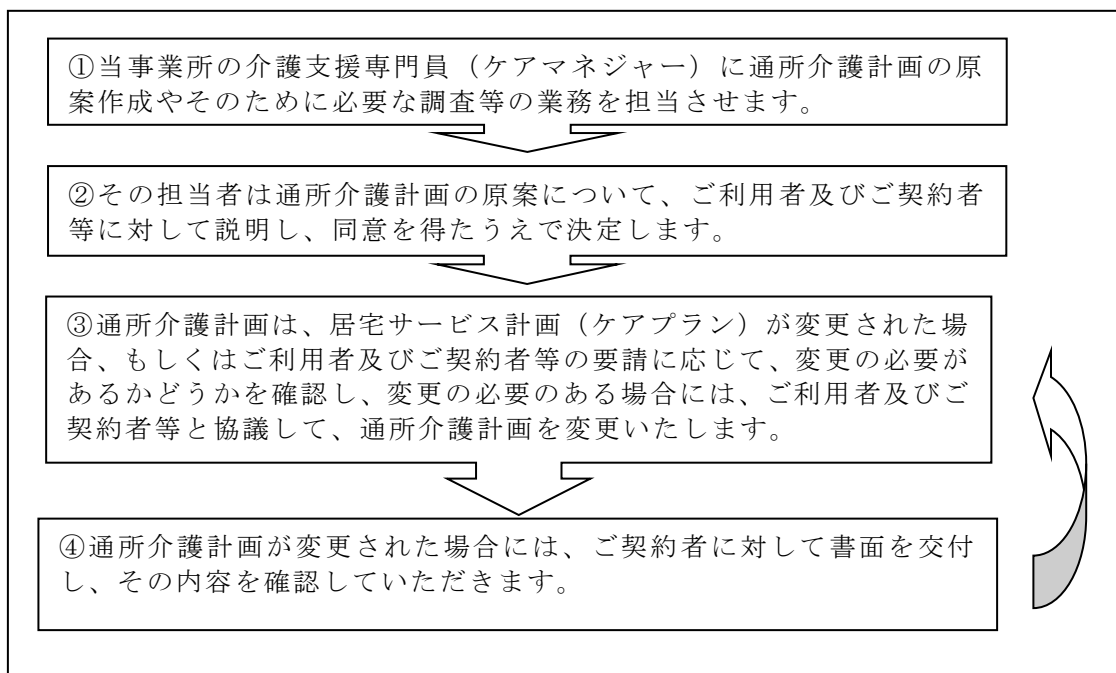 ①当事業所の介護支援専門員（ケアマネジャー）に通所介護計画の原
案作成やそのために必要な調査等の業務を担当させます。
②その担当者は通所介護計画の原案について、ご利用者及びご契約者
等に対して説明し、同意を得たうえで決定します。
③通所介護計画は、居宅サービス計画（ケアプラン）が変更された場
合、もしくはご利用者及びご契約者等の要請に応じて、変更の必要が
あるかどうかを確認し、変更の必要のある場合には、ご利用者及びご
契約者等と協議して、通所介護計画を変更いたします。
④通所介護計画が変更された場合には、ご契約者に対して書面を交付
し、その内容を確認していただきます。